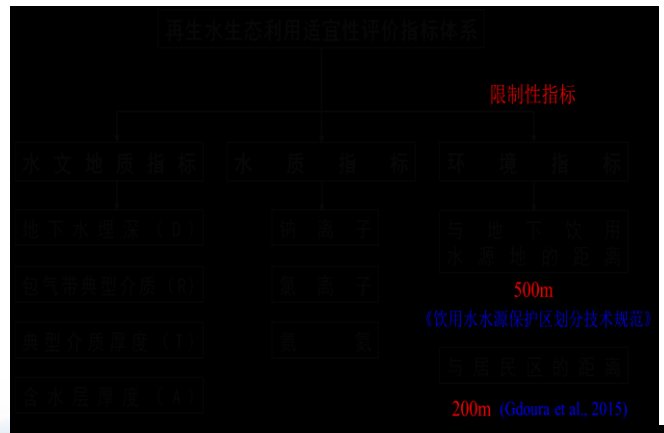 再生水生态利用适宜性评价指标体系
限制性指标
水文地质指标
水质指标
环境指标
地下水埋深(D)
钠离子
与地下饮用
水源地的距离
包气带典型介质(R)
氯离子
500m
《饮用水水源保护区划分技术规范》
典型介质厚度(T)
氨氮
与居民区的距离
含水层厚度(A)
200m (Gdoura et al., 2015)